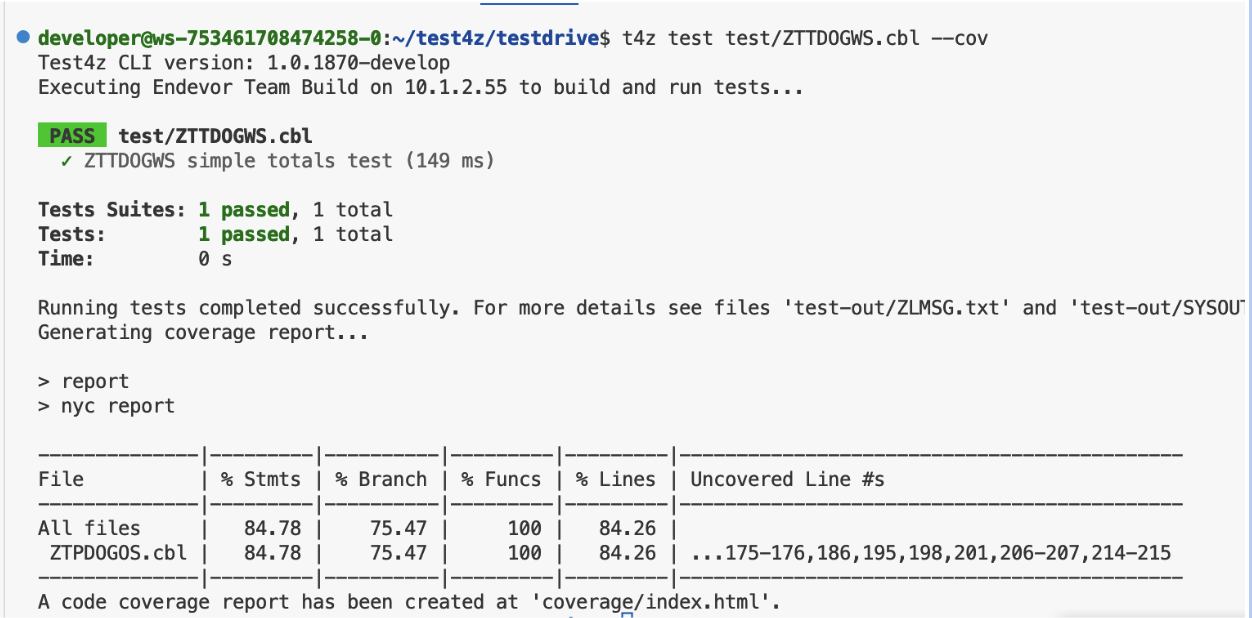 developer@ws-753461708474258-0:~/test4z/testdrive$ t4z test test/ZTTDOGWS.cbl --cov
Test4z CLI version: 1.0.1870-develop
Executing Endevor Team Build on 10.1.2.55 to build and run tests...
PASS test/ZTTDOGWS.cbl
✓ ZTTDOGWS simple totals test (149 ms)
Tests Suites: 1 passed, 1 total
Tests: 1 passed, 1 total
Time: 0 s
Running tests completed successfully. For more details see files 'test-out/ZLMSG.txt' and 'test-out/SYSOUT
Generating coverage report...
> report
> nyc report
--------------|---------|----------|---------|---------|--------------------------------------------
File | % Stmts | % Branch | % Funcs | % Lines | Uncovered Line #s
--------------|---------|----------|---------|---------|--------------------------------------------
All files | 84.78 | 75.47 | 100 | 84.26 |
ZTPDOGOS.cbl | 84.78 | 75.47 | 100 | 84.26 | ...175-176,186,195,198,201,206-207,214-215
--------------|---------|----------|---------|---------|--------------------------------------------
A code coverage report has been created at 'coverage/index.html'.